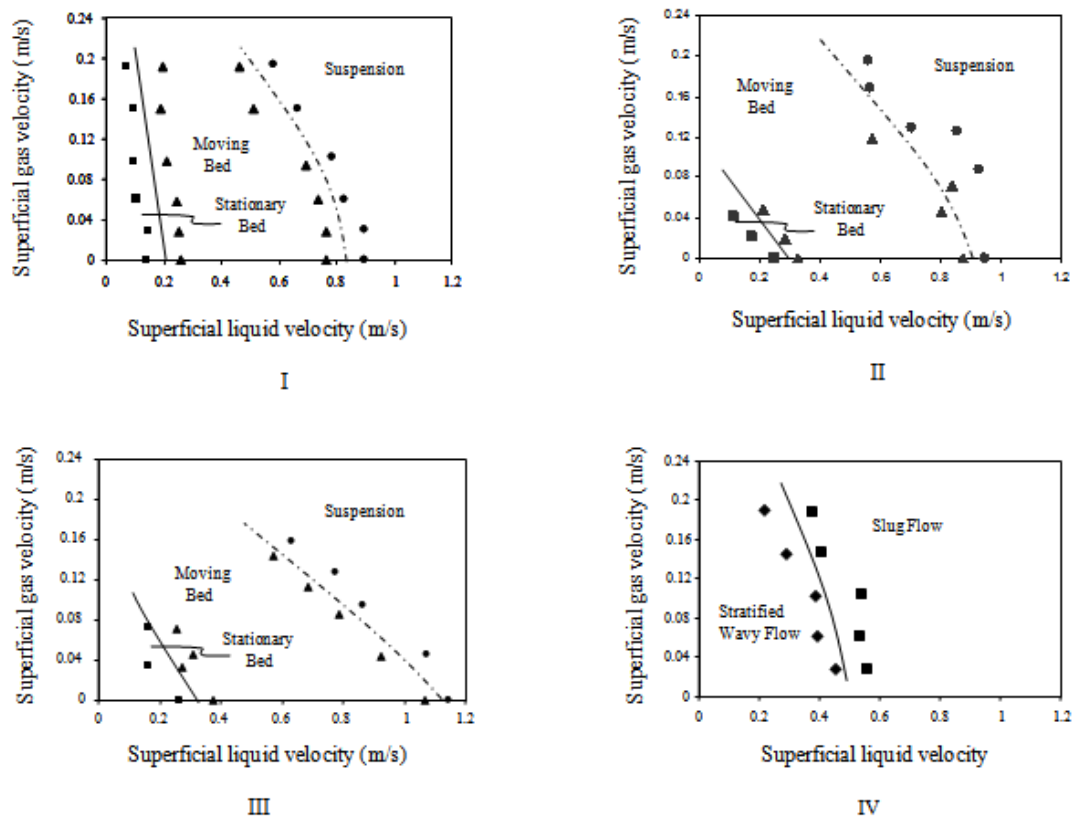 Superficial gas velocity (m/s)
0.24
0.2
0.16
0.12
0.08
0.04
0
Suspension
Moving
Bed
Stationary
Bed
0 0.2 0.4 0.6 0.8 1 1.2
Superficial liquid velocity (m/s)
I
Superficial gas velocity (m/s)
0.24
0.2
0.16
0.12
0.08
0.04
0
Suspension
Moving
Bed
Stationary
Bed
0 0.2 0.4 0.6 0.8 1 1.2
Superficial liquid velocity (m/s)
II
Superficial gas velocity (m/s)
0.24
0.2
0.16
0.12
0.08
0.04
0
Suspension
Moving
Bed
Stationary
Bed
0 0.2 0.4 0.6 0.8 1 1.2
Superficial liquid velocity (m/s)
III
Superficial gas velocity (m/s)
0.24
0.2
0.16
0.12
0.08
0.04
0
Slug Flow
Stratified
Wavy Flow
0 0.2 0.4 0.6 0.8 1 1.2
Superficial liquid velocity
IV